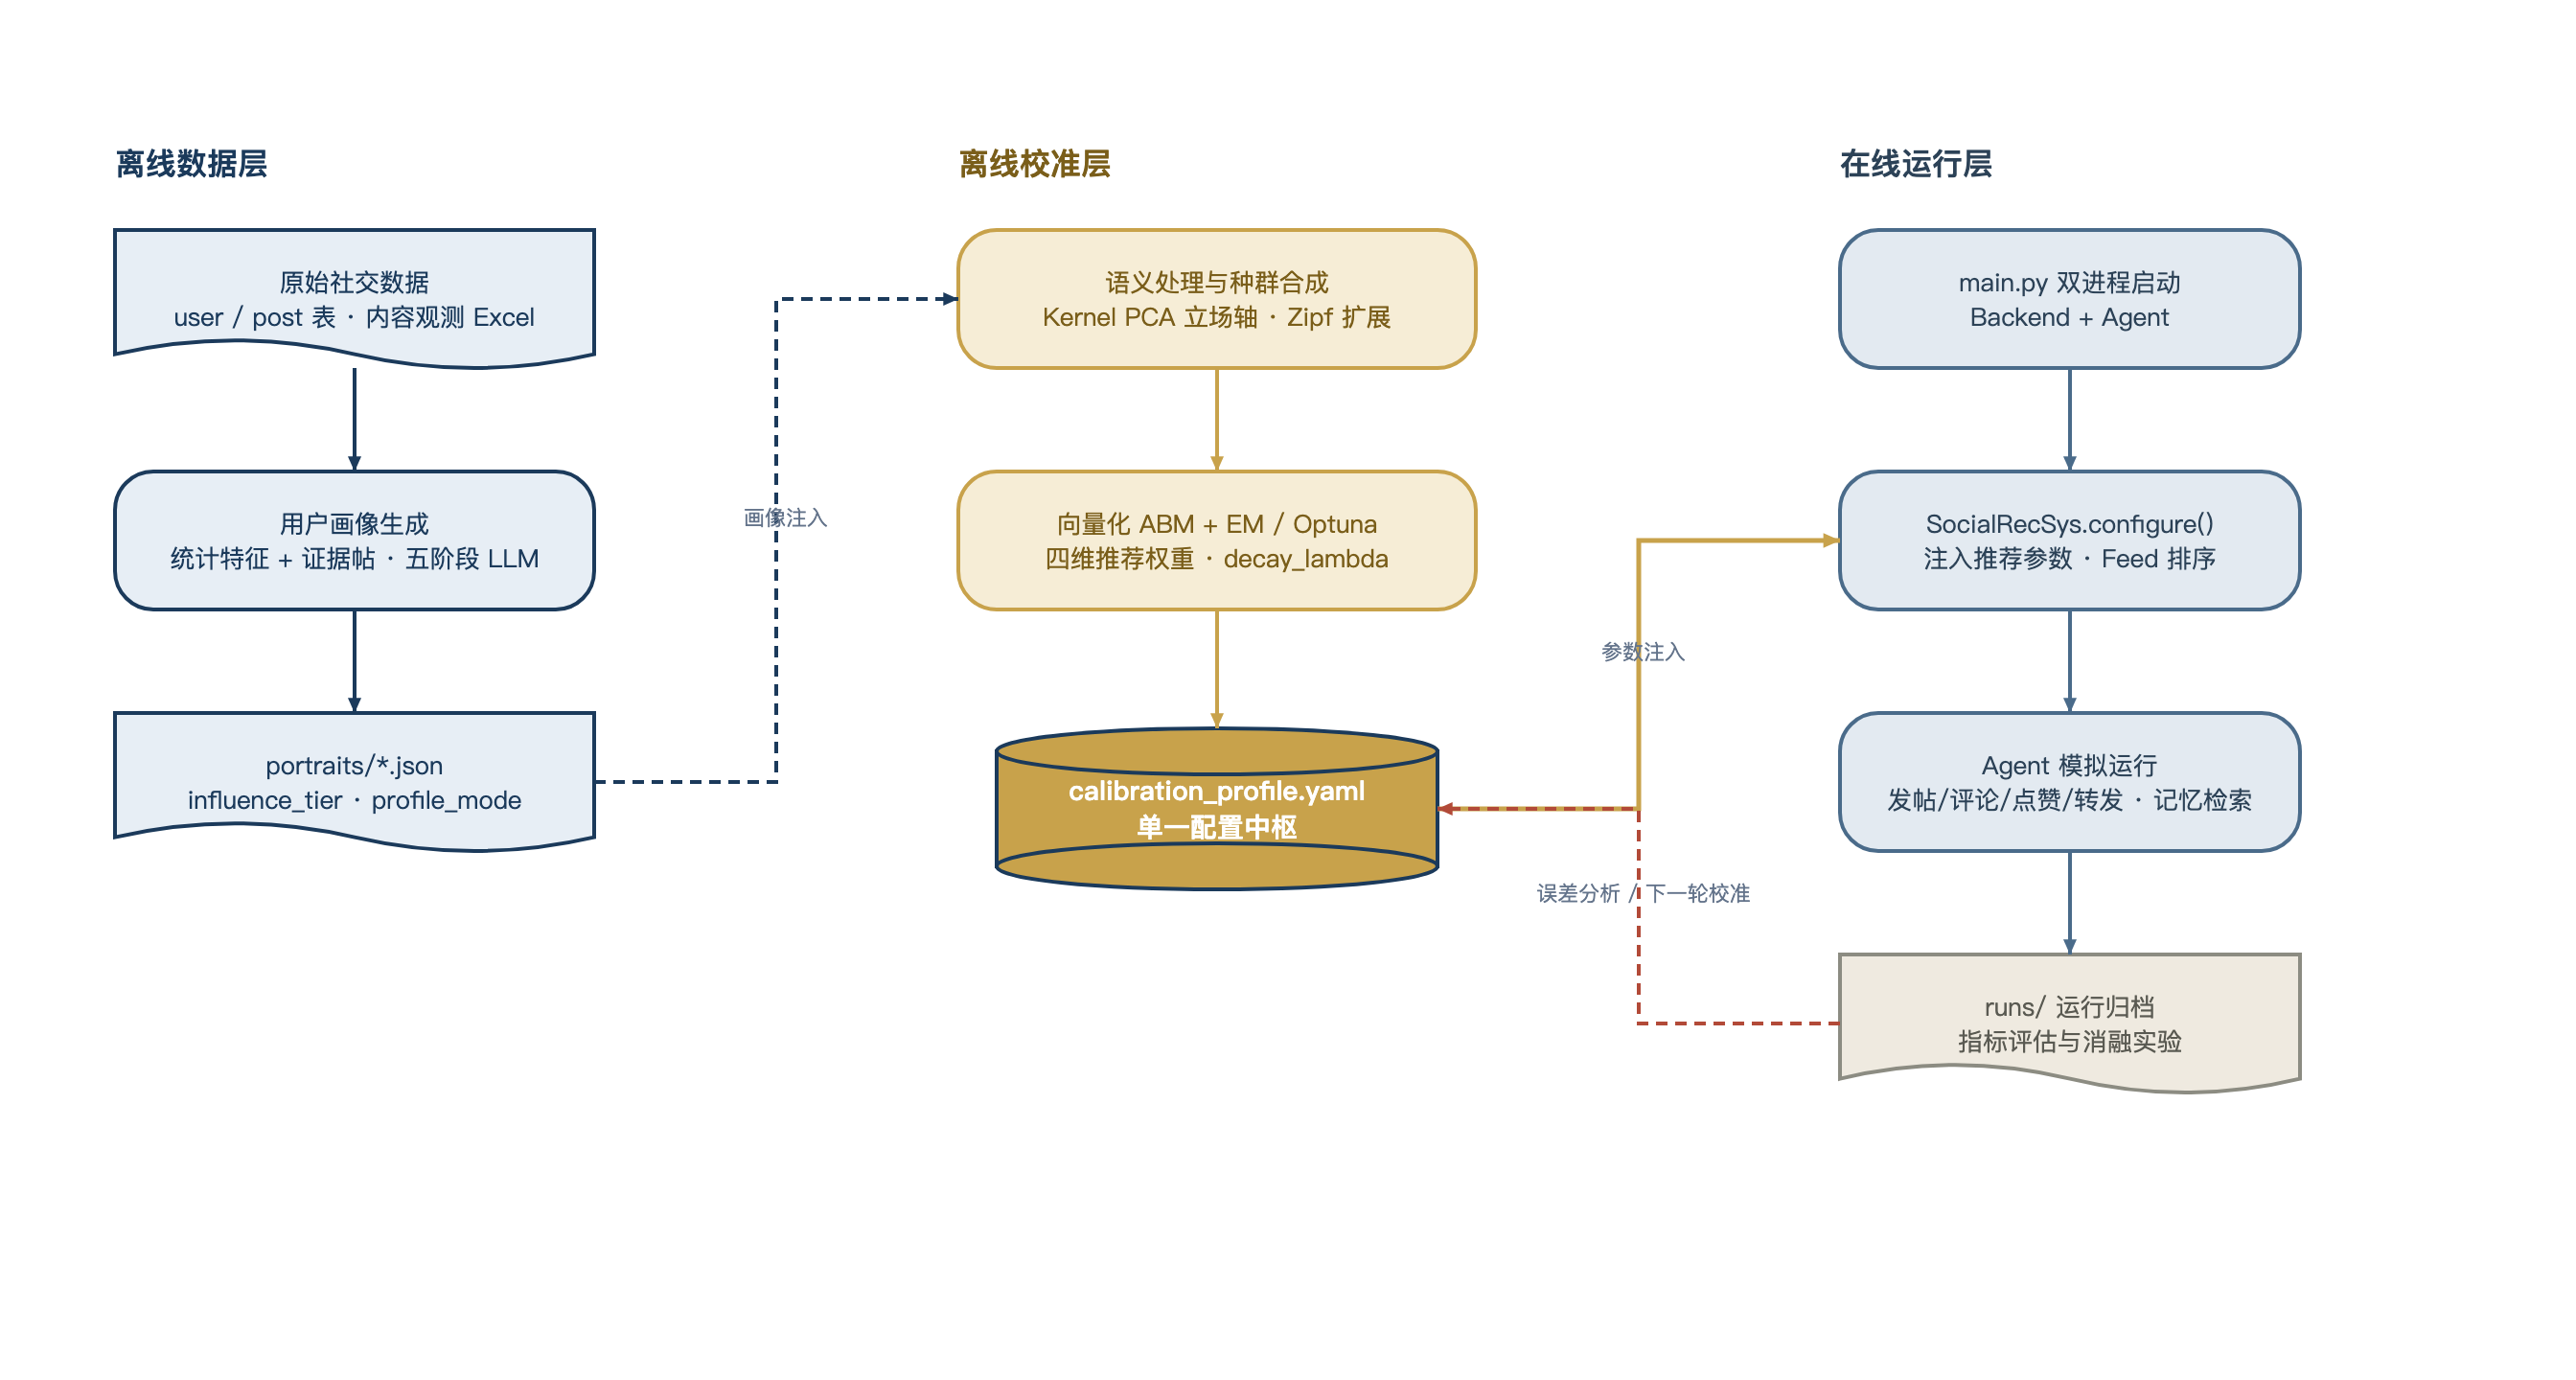 离线数据层
原始社交数据
user / post 表 · 内容观测 Excel
用户画像生成
统计特征 + 证据帖 · 五阶段 LLM
portraits/*.json
influence_tier · profile_mode
画像注入
离线校准层
语义处理与种群合成
Kernel PCA 立场轴 · Zipf 扩展
向量化 ABM + EM / Optuna
四维推荐权重 · decay_lambda
calibration_profile.yaml
单一配置中枢
参数注入
误差分析 / 下一轮校准
在线运行层
main.py 双进程启动
Backend + Agent
SocialRecSys.configure()
注入推荐参数 · Feed 排序
Agent 模拟运行
发帖/评论/点赞/转发 · 记忆检索
runs/ 运行归档
指标评估与消融实验